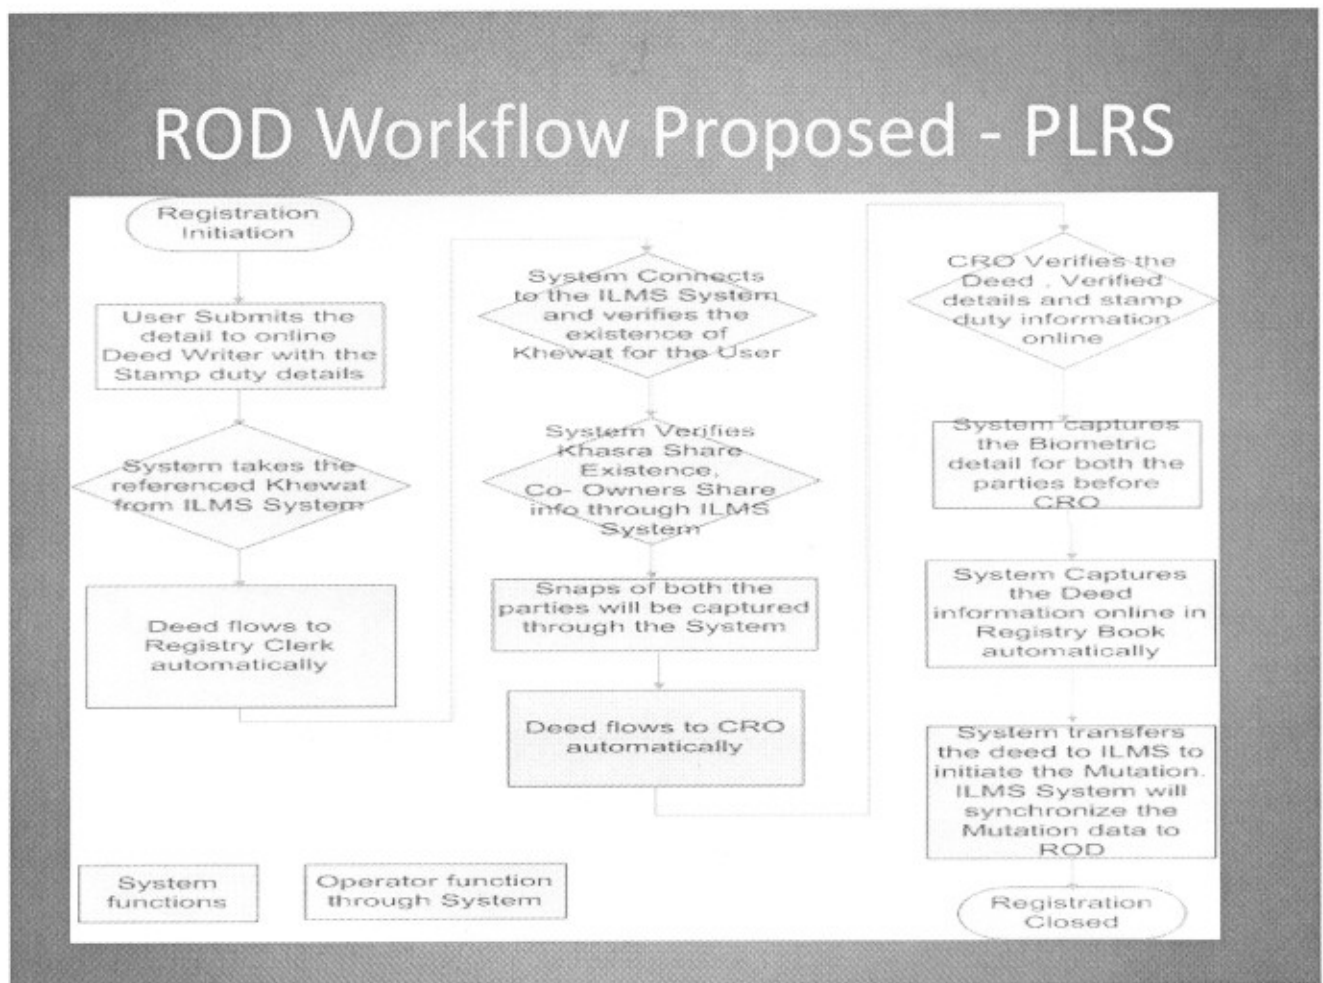 ROD Workflow Proposed - PLRS
Registration
Initiation
User Submits the
detail to online
Deed Writer with the
Stamp duty details
System takes the
referenced Khewat
from ILMS System
Deed flows to
Registry Clerk
automatically
System Connects
to the ILMS System
and verifies the
existence of
Khewat for the User
System Verifies
Khasra Share
Existence,
Co- Owners Share
info through ILMS
System
Snaps of both the
parties will be captured
through the System
Deed flows to CRO
automatically
CRO Verifies the
Deed , Verified
details and stamp
duty information
online
System captures
the Biometric
detail for both the
parties before
CRO
System Captures
the Deed
information online in
Registry Book
automatically
System transfers
the deed to ILMS to
initiate the Mutation.
ILMS System will
synchronize the
Mutation data to
ROD
Registration
Closed
System
functions
Operator function
through System